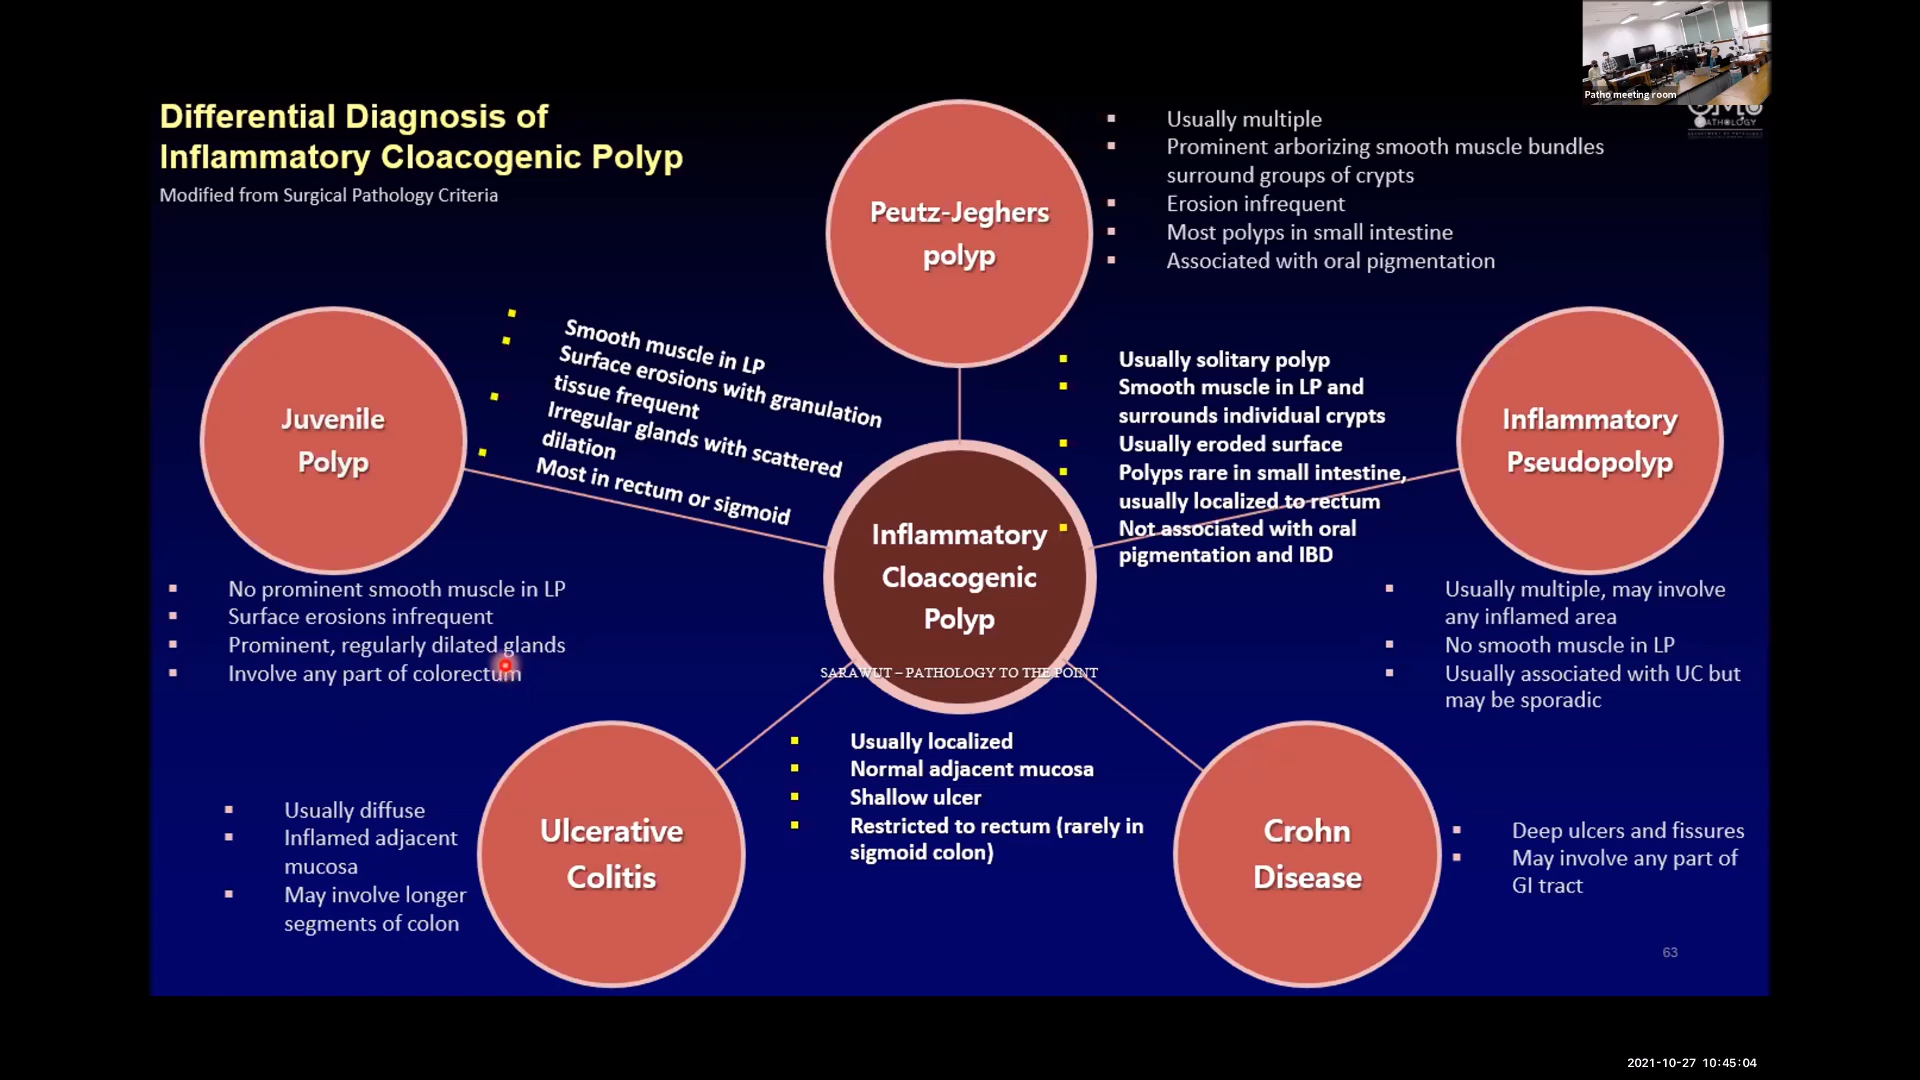 Patho meeting room
PATHOLOGY
Differential Diagnosis of
Inflammatory Cloacogenic Polyp
Modified from Surgical Pathology Criteria
Peutz-Jeghers
polyp
Usually multiple
Prominent arborizing smooth muscle bundles
surround groups of crypts
Erosion infrequent
Most polyps in small intestine
Associated with oral pigmentation
Juvenile
Polyp
Smooth muscle in LP
Surface erosions with granulation
tissue frequent
Irregular glands with scattered
dilation
Most in rectum or sigmoid
Usually solitary polyp
Smooth muscle in LP and
surrounds individual crypts
Usually eroded surface
Polyps rare in small intestine,
usually localized to rectum
Not associated with oral
pigmentation and IBD
Inflammatory
Pseudopolyp
Inflammatory
Cloacogenic
Polyp
SARAWUT – PATHOLOGY TO THE POINT
No prominent smooth muscle in LP
Surface erosions infrequent
Prominent, regularly dilated glands
Involve any part of colorectum
Usually multiple, may involve
any inflamed area
No smooth muscle in LP
Usually associated with UC but
may be sporadic
Usually diffuse
Inflamed adjacent
mucosa
May involve longer
segments of colon
Ulcerative
Colitis
Usually localized
Normal adjacent mucosa
Shallow ulcer
Restricted to rectum (rarely in
sigmoid colon)
Crohn
Disease
Deep ulcers and fissures
May involve any part of
GI tract
63
2021-10-27 10:45:04